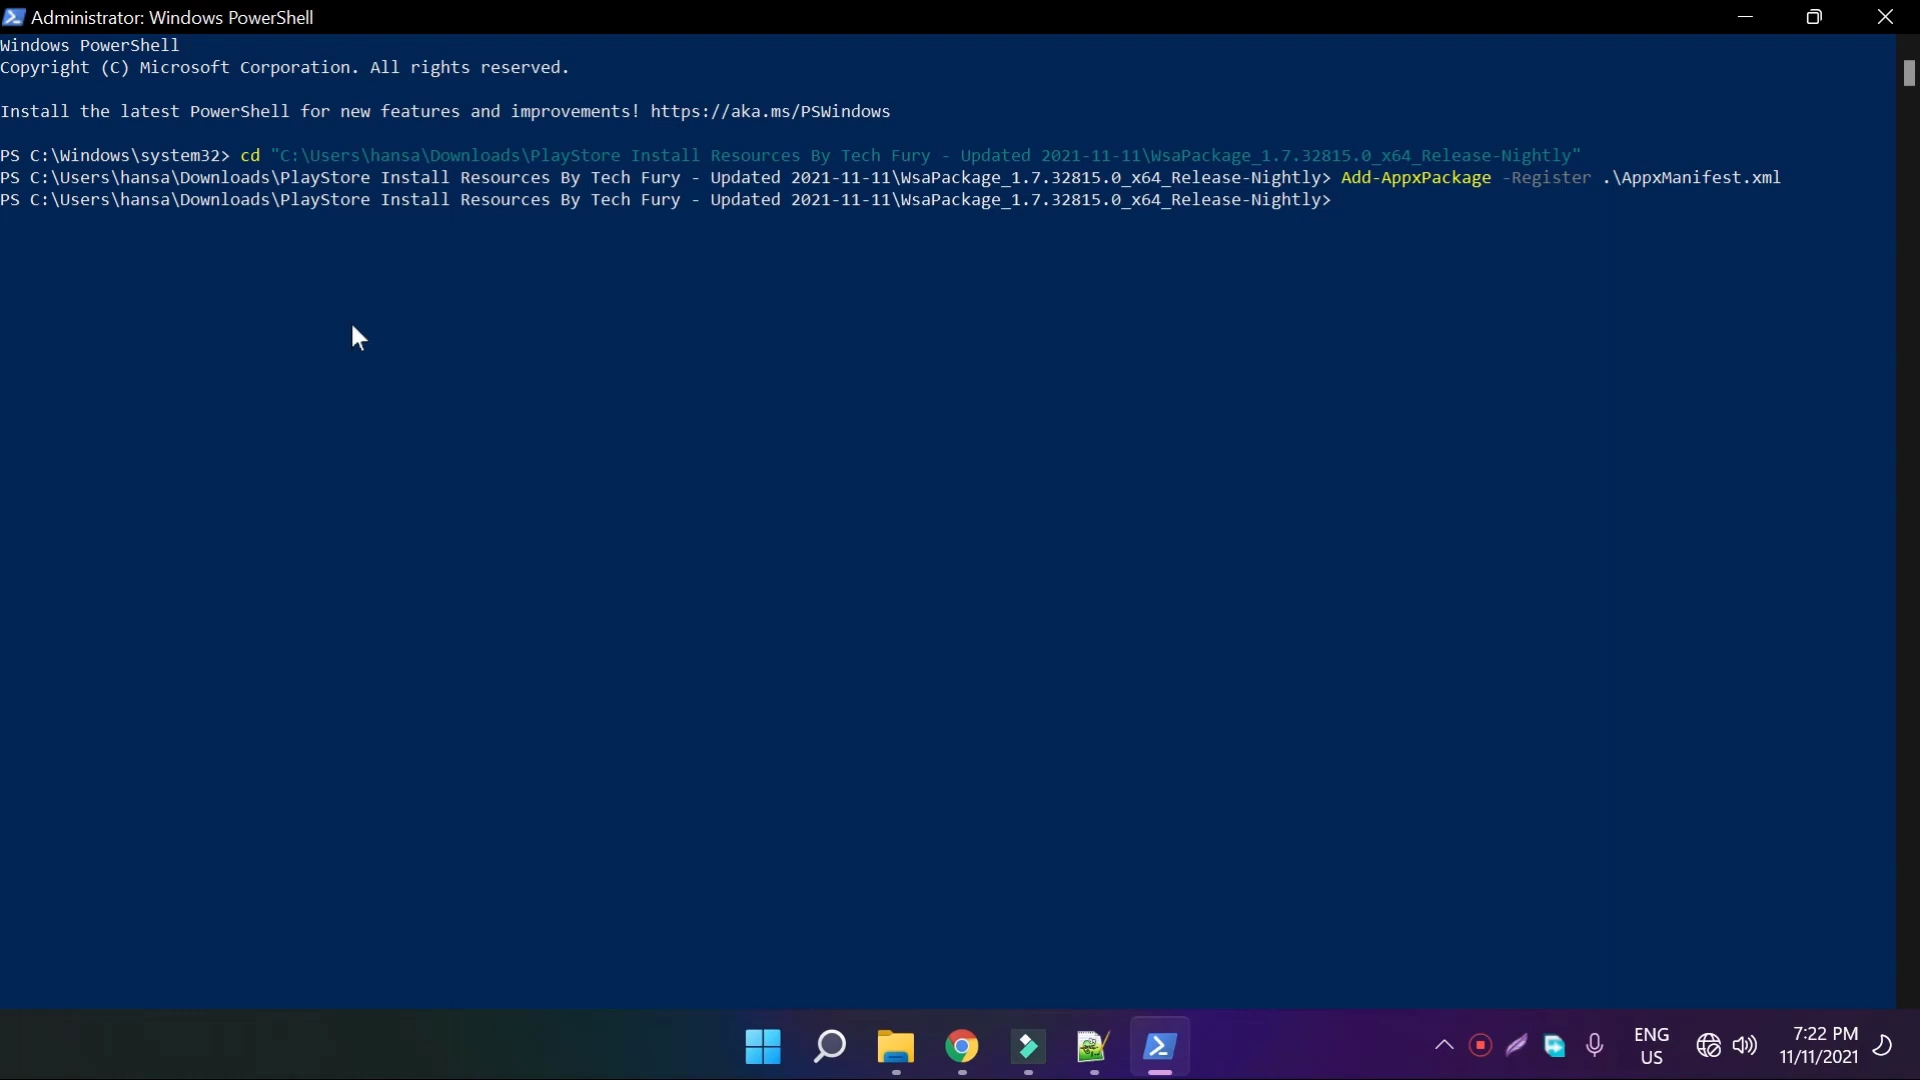 Administrator: Windows PowerShell
Windows PowerShell
Copyright (C) Microsoft Corporation. All rights reserved.
Install the latest PowerShell for new features and improvements! https://aka.ms/PSWindows
PS C:\Windows\system32> cd "C:\Users\hansa\Downloads\PlayStore Install Resources By Tech Fury - Updated 2021-11-11\WsaPackage_1.7.32815.0_x64_Release-Nightly"
PS C:\Users\hansa\Downloads\PlayStore Install Resources By Tech Fury - Updated 2021-11-11\WsaPackage_1.7.32815.0_x64_Release-Nightly> Add-AppxPackage -Register .\AppxManifest.xml
PS C:\Users\hansa\Downloads\PlayStore Install Resources By Tech Fury - Updated 2021-11-11\WsaPackage_1.7.32815.0_x64_Release-Nightly>
ENG
US
7:22 PM
11/11/2021